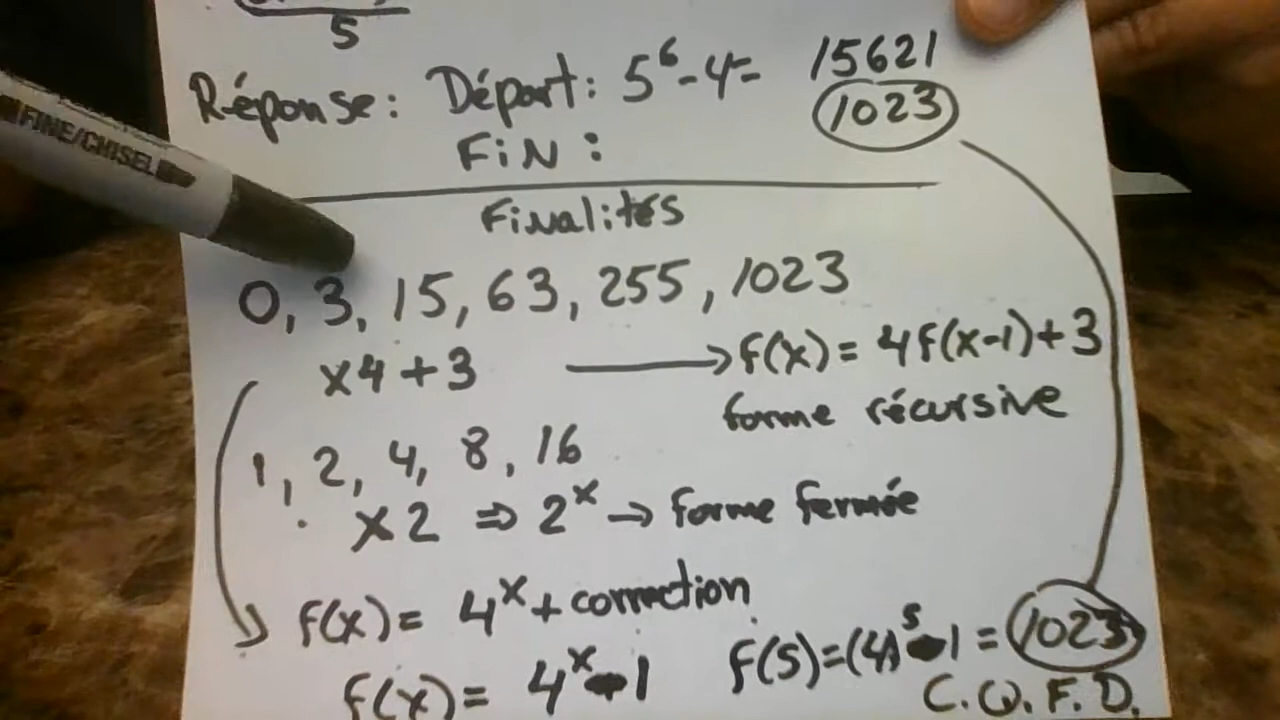 5
Réponse: Départ: 5⁶-4= 15621
FiN: 1023
FINE/CHISEL
Finalités
0, 3, 15, 63, 255, 1023
x4+3 → f(x)= 4f(x-1)+3
forme récursive
1, 2, 4, 8, 16
x2 ⇒ 2ˣ → forme fermée
f(x)= 4ˣ+correction
f(x)= 4ˣ-1 f(5)=(4)⁵-1 = 1023
C.Q.F.D.